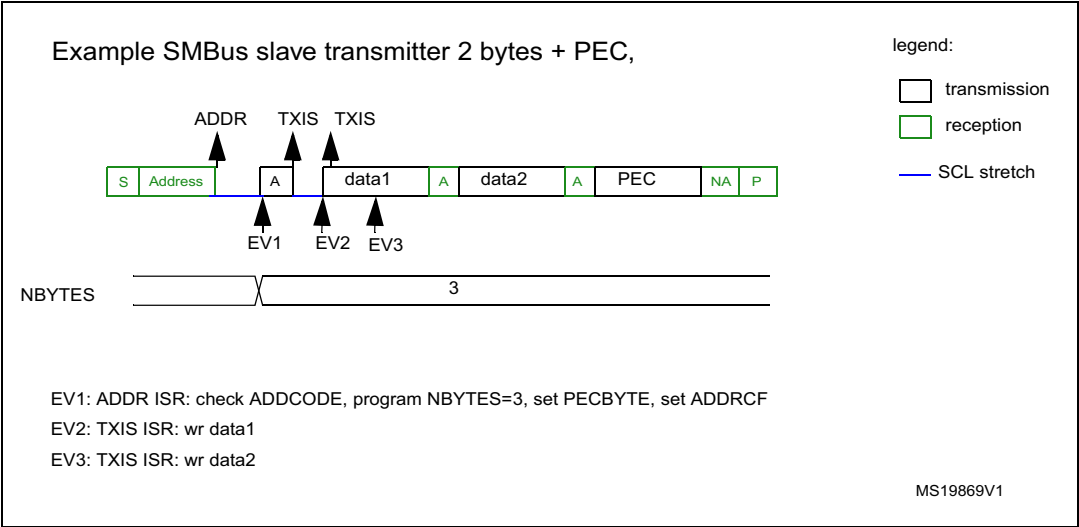 Example SMBus slave transmitter 2 bytes + PEC,
legend:
transmission
reception
SCL stretch
ADDR TXIS TXIS
S Address A data1 A data2 A PEC NA P
EV1 EV2 EV3
NBYTES 3
EV1: ADDR ISR: check ADDCODE, program NBYTES=3, set PECBYTE, set ADDRCF
EV2: TXIS ISR: wr data1
EV3: TXIS ISR: wr data2
MS19869V1